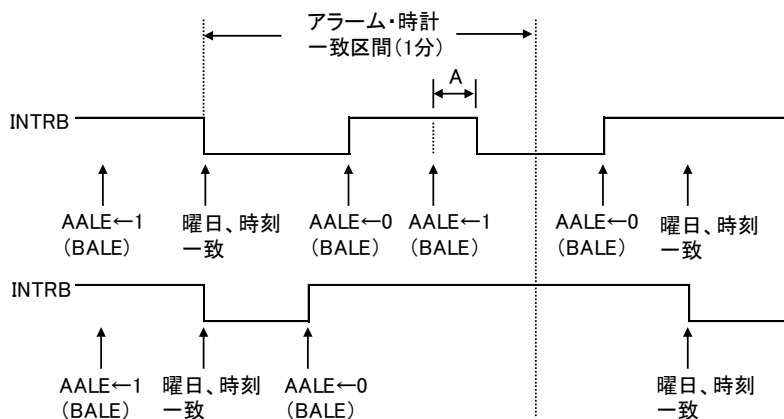 アラーム・時計
一致区間(1分)
A
INTRB
AALE←1
(BALE)
曜日、時刻
一致
AALE←0
(BALE)
AALE←1
(BALE)
AALE←0
(BALE)
曜日、時刻
一致
INTRB
AALE←1
(BALE)
曜日、時刻
一致
AALE←0
(BALE)
曜日、時刻
一致